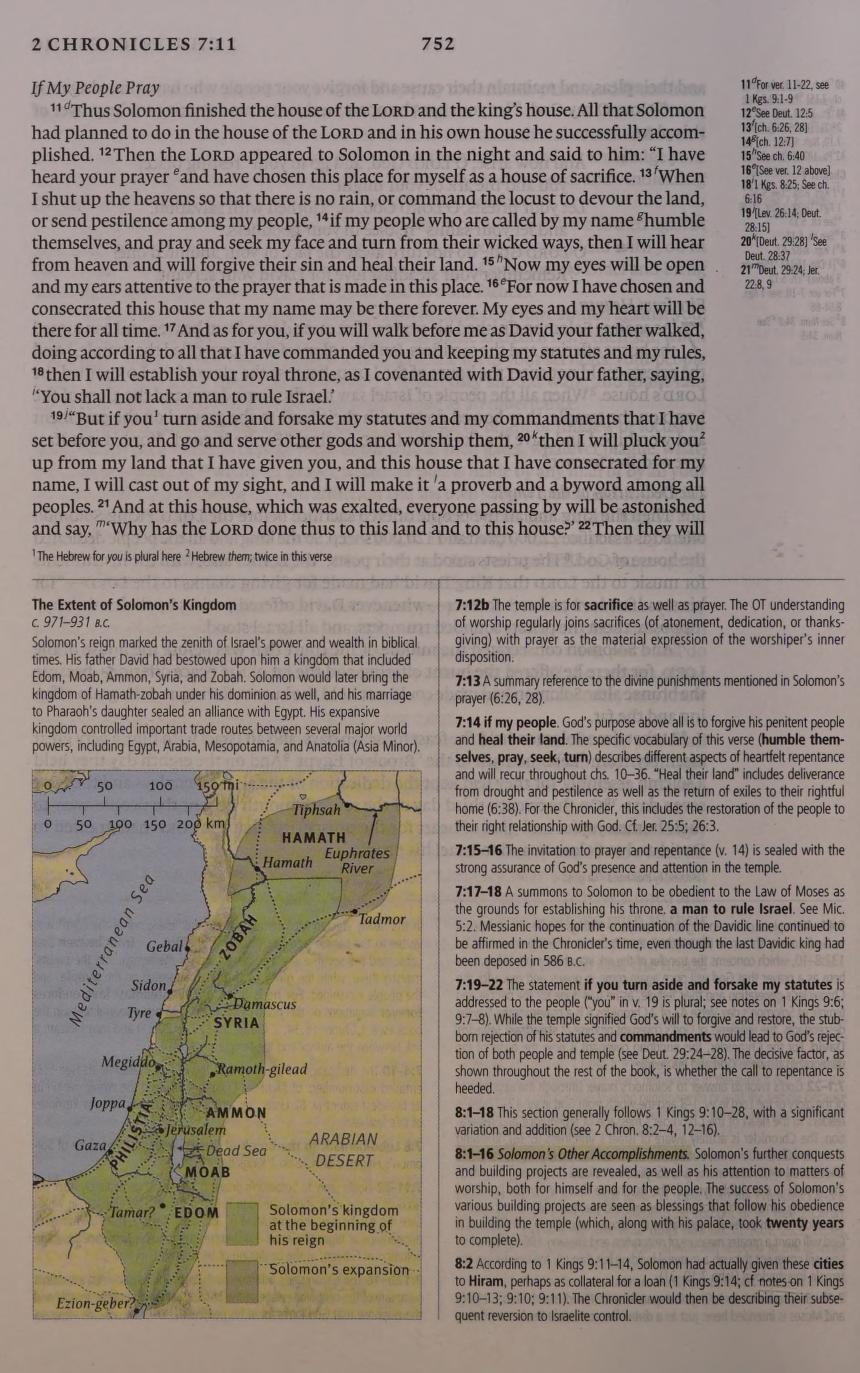 2 CHRONICLES 7:11
752
If My People Pray
11 dThus Solomon finished the house of the LORD and the king's house. All that Solomon
had planned to do in the house of the LORD and in his own house he successfully accom-
plished. 12 Then the LORD appeared to Solomon in the night and said to him: "I have
heard your prayer eand have chosen this place for myself as a house of sacrifice. 13 fWhen
I shut up the heavens so that there is no rain, or command the locust to devour the land,
or send pestilence among my people, 14 if my people who are called by my name ghumble
themselves, and pray and seek my face and turn from their wicked ways, then I will hear
from heaven and will forgive their sin and heal their land. 15 hNow my eyes will be open
and my ears attentive to the prayer that is made in this place. 16 eFor now I have chosen and
consecrated this house that my name may be there forever. My eyes and my heart will be
there for all time. 17 And as for you, if you will walk before me as David your father walked,
doing according to all that I have commanded you and keeping my statutes and my rules,
18 then I will establish your royal throne, as I covenanted with David your father, saying,
i'You shall not lack a man to rule Israel.'
19 j"But if you1 turn aside and forsake my statutes and my commandments that I have
set before you, and go and serve other gods and worship them, 20 kthen I will pluck you2
up from my land that I have given you, and this house that I have consecrated for my
name, I will cast out of my sight, and I will make it la proverb and a byword among all
peoples. 21 And at this house, which was exalted, everyone passing by will be astonished
and say, m'Why has the LORD done thus to this land and to this house?' 22 Then they will
1 The Hebrew for you is plural here 2 Hebrew them; twice in this verse
11 dFor ver. 11-22, see
1 Kgs. 9:1-9
12 eSee Deut. 12:5
13 f[ch. 6:26, 28]
14 g[ch. 12:7]
15 hSee ch. 6:40
16 e[See ver. 12 above]
18 i1 Kgs. 8:25; See ch.
6:16
19 j[Lev. 26:14; Deut.
28:15]
20 k[Deut. 29:28] lSee
Deut. 28:37
21 mDeut. 29:24; Jer.
22:8, 9
The Extent of Solomon's Kingdom
c. 971–931 B.C.
Solomon's reign marked the zenith of Israel's power and wealth in biblical
times. His father David had bestowed upon him a kingdom that included
Edom, Moab, Ammon, Syria, and Zobah. Solomon would later bring the
kingdom of Hamath-zobah under his dominion as well, and his marriage
to Pharaoh's daughter sealed an alliance with Egypt. His expansive
kingdom controlled important trade routes between several major world
powers, including Egypt, Arabia, Mesopotamia, and Anatolia (Asia Minor).
0 50 100 150 mi
0 50 100 150 200 km
Tiphsah
HAMATH
Hamath
Euphrates
River
Mediterranean Sea
Tadmor
ZOBAH
Gebal
Sidon
Damascus
Tyre
SYRIA
Megiddo
Ramoth-gilead
Joppa
AMMON
PHILISTIA
Jerusalem
Gaza
Dead Sea
ARABIAN
DESERT
MOAB
Tamar?
EDOM
Solomon's kingdom
at the beginning of
his reign
Solomon's expansion
Ezion-geber?
7:12b The temple is for sacrifice as well as prayer. The OT understanding
of worship regularly joins sacrifices (of atonement, dedication, or thanks-
giving) with prayer as the material expression of the worshiper's inner
disposition.
7:13 A summary reference to the divine punishments mentioned in Solomon's
prayer (6:26, 28).
7:14 if my people. God's purpose above all is to forgive his penitent people
and heal their land. The specific vocabulary of this verse (humble them-
selves, pray, seek, turn) describes different aspects of heartfelt repentance
and will recur throughout chs. 10–36. "Heal their land" includes deliverance
from drought and pestilence as well as the return of exiles to their rightful
home (6:38). For the Chronicler, this includes the restoration of the people to
their right relationship with God. Cf. Jer. 25:5; 26:3.
7:15–16 The invitation to prayer and repentance (v. 14) is sealed with the
strong assurance of God's presence and attention in the temple.
7:17–18 A summons to Solomon to be obedient to the Law of Moses as
the grounds for establishing his throne. a man to rule Israel. See Mic.
5:2. Messianic hopes for the continuation of the Davidic line continued to
be affirmed in the Chronicler's time, even though the last Davidic king had
been deposed in 586 B.C.
7:19–22 The statement if you turn aside and forsake my statutes is
addressed to the people ("you" in v. 19 is plural; see notes on 1 Kings 9:6;
9:7–8). While the temple signified God's will to forgive and restore, the stub-
born rejection of his statutes and commandments would lead to God's rejec-
tion of both people and temple (see Deut. 29:24–28). The decisive factor, as
shown throughout the rest of the book, is whether the call to repentance is
heeded.
8:1–18 This section generally follows 1 Kings 9:10–28, with a significant
variation and addition (see 2 Chron. 8:2–4, 12–16).
8:1–16 Solomon's Other Accomplishments. Solomon's further conquests
and building projects are revealed, as well as his attention to matters of
worship, both for himself and for the people. The success of Solomon's
various building projects are seen as blessings that follow his obedience
in building the temple (which, along with his palace, took twenty years
to complete).
8:2 According to 1 Kings 9:11–14, Solomon had actually given these cities
to Hiram, perhaps as collateral for a loan (1 Kings 9:14; cf. notes on 1 Kings
9:10–13; 9:10; 9:11). The Chronicler would then be describing their subse-
quent reversion to Israelite control.